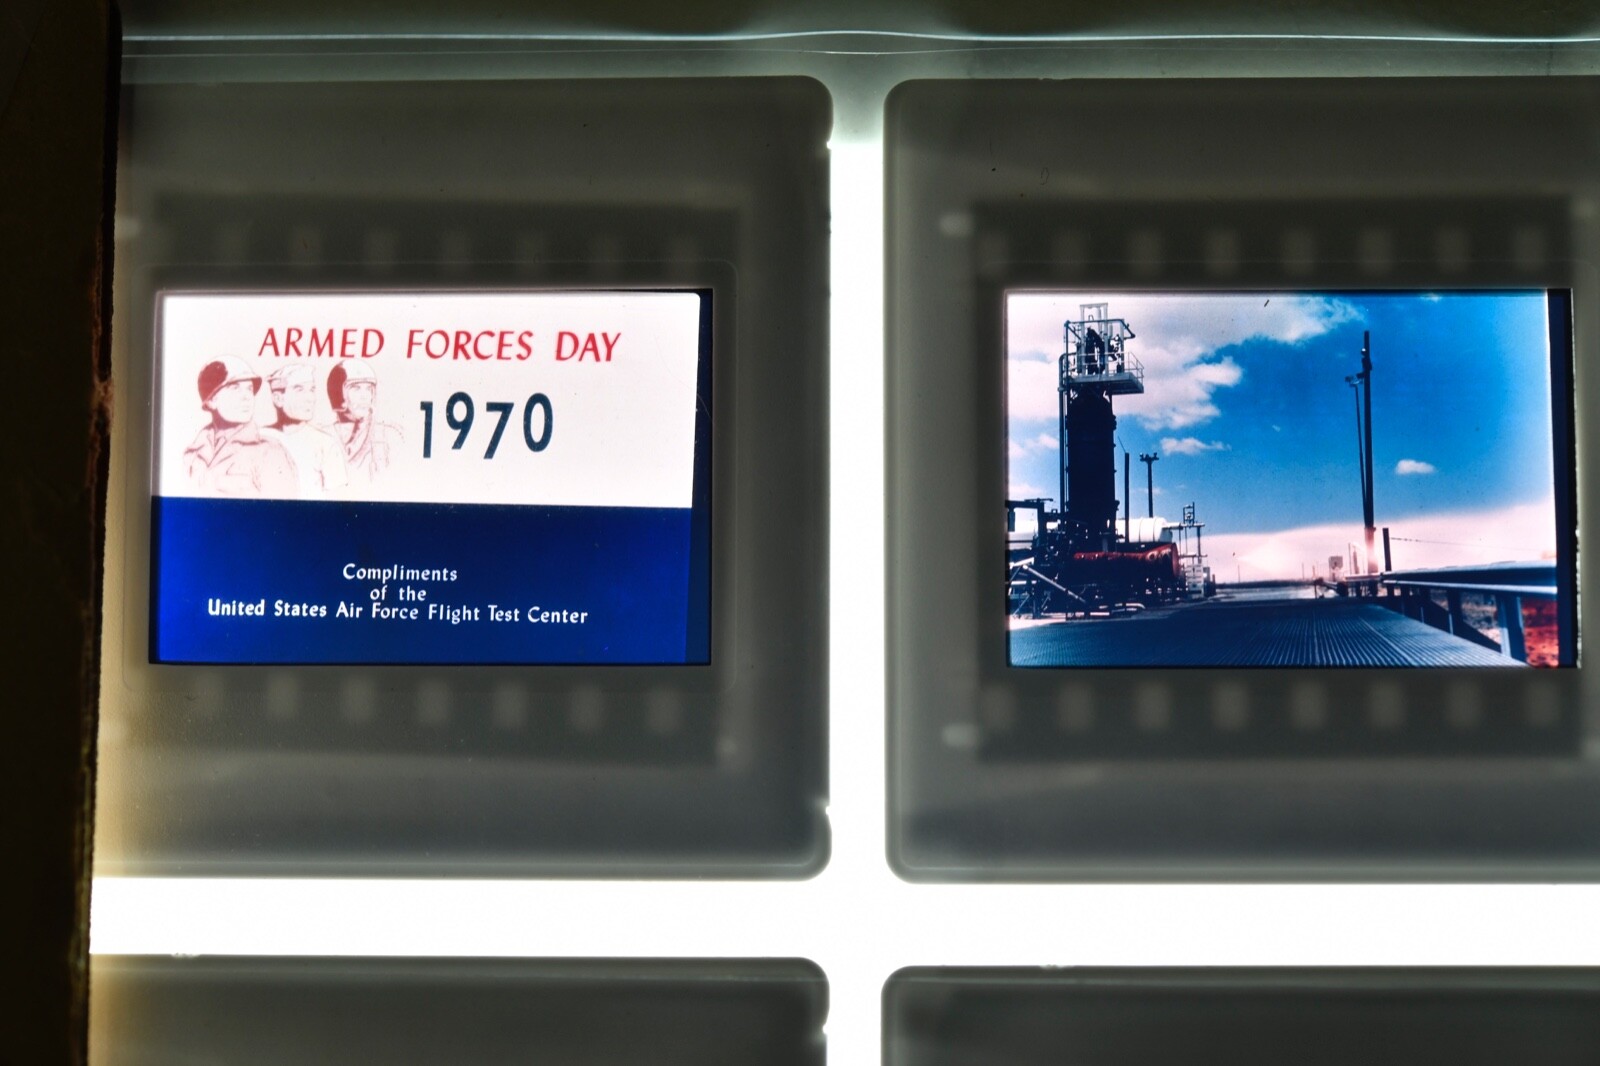 ARMED FORCES DAY
1970
Compliments
of the
United States Air Force Flight Test Center